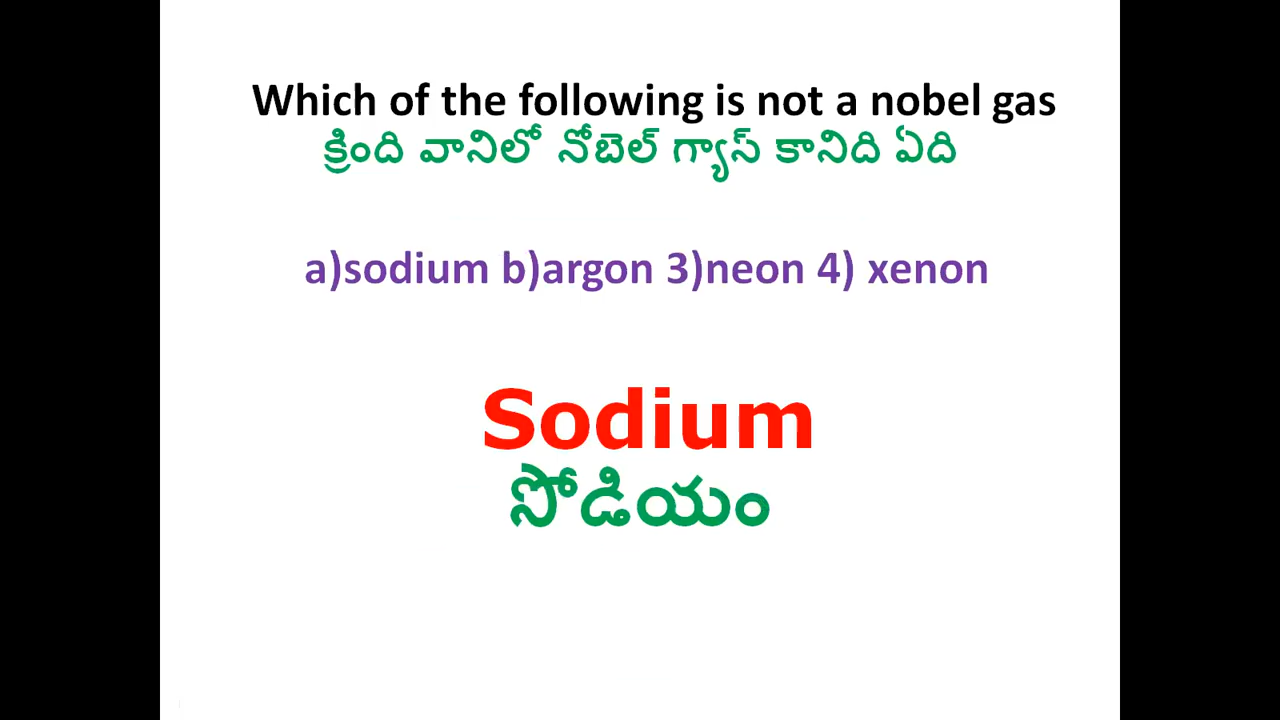 Which of the following is not a nobel gas
క్రింది వానిలో నోబెల్ గ్యాస్ కానిది ఏది
a)sodium b)argon 3)neon 4) xenon
Sodium
సోడియం